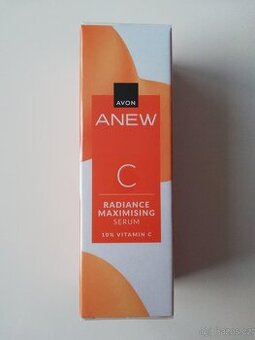 AVON
ANEW
C
RADIANCE
MAXIMISING
SERUM
10% VITAMIN C